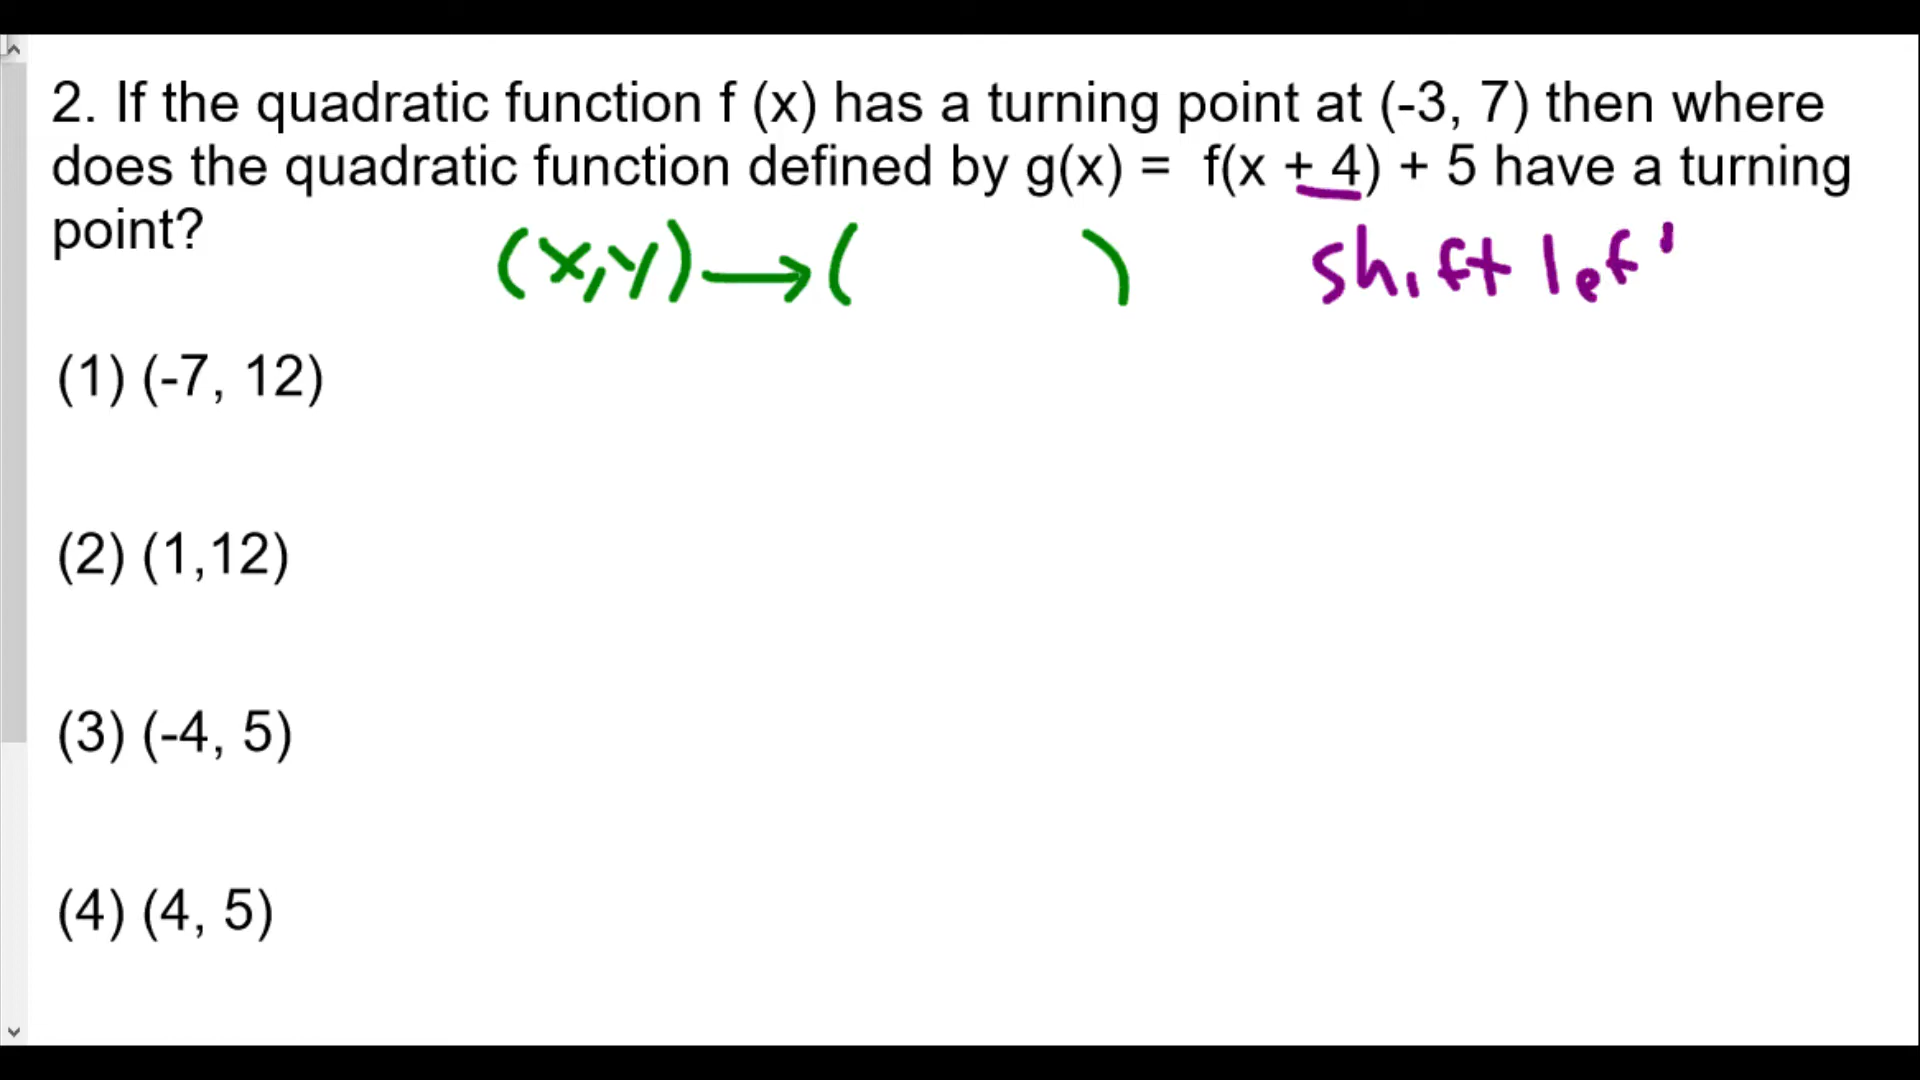 2. If the quadratic function f (x) has a turning point at (-3, 7) then where
does the quadratic function defined by g(x) = f(x + 4) + 5 have a turning
point?
(x,y)→( )
shift lef
(1) (-7, 12)
(2) (1,12)
(3) (-4, 5)
(4) (4, 5)